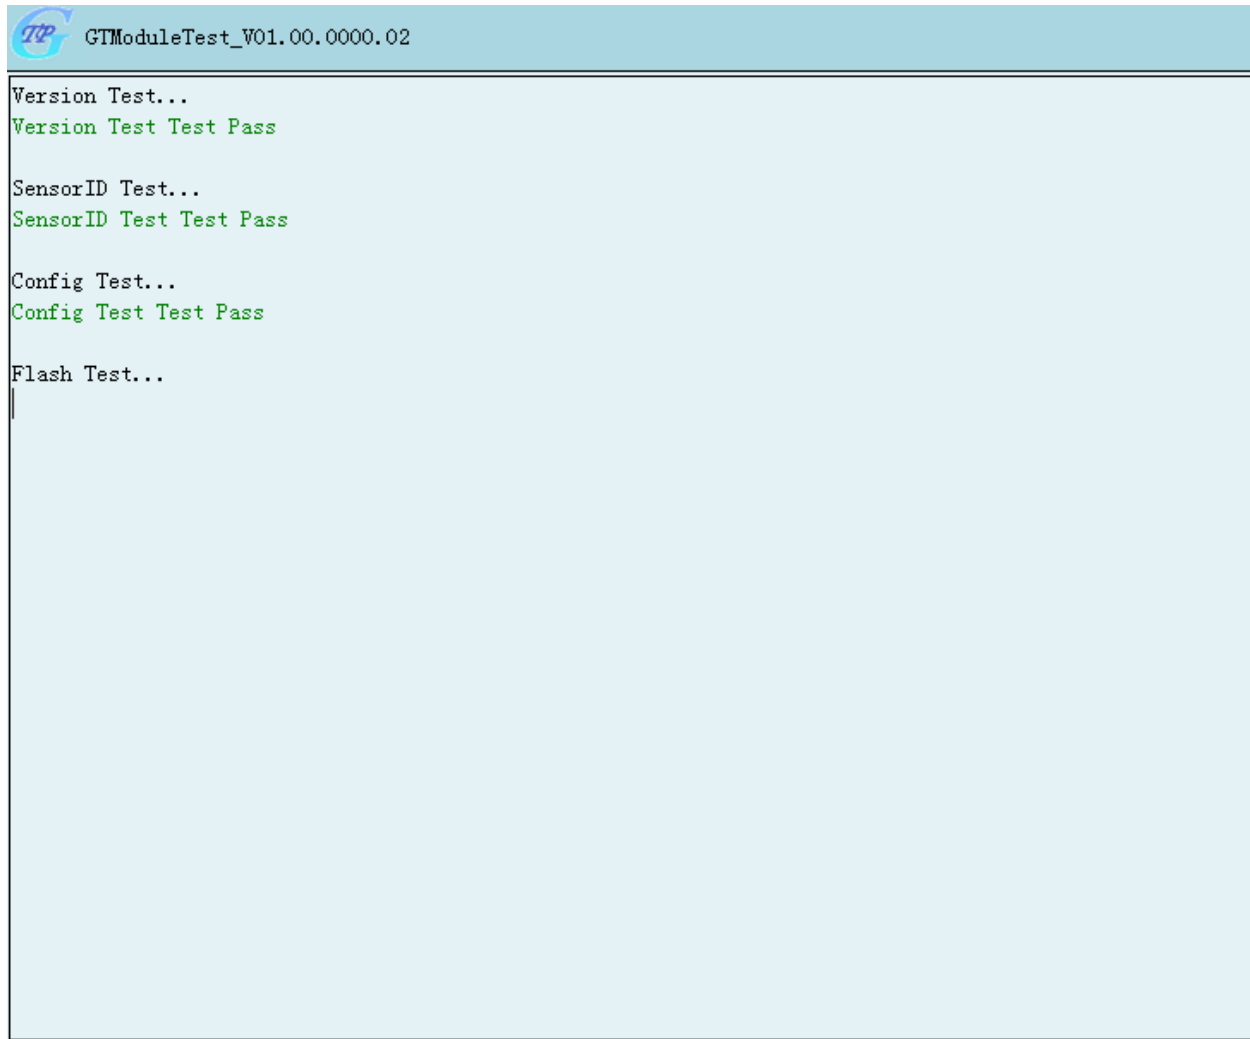 TP
GTModuleTest_V01.00.0000.02
Version Test...
Version Test Test Pass
SensorID Test...
SensorID Test Test Pass
Config Test...
Config Test Test Pass
Flash Test...